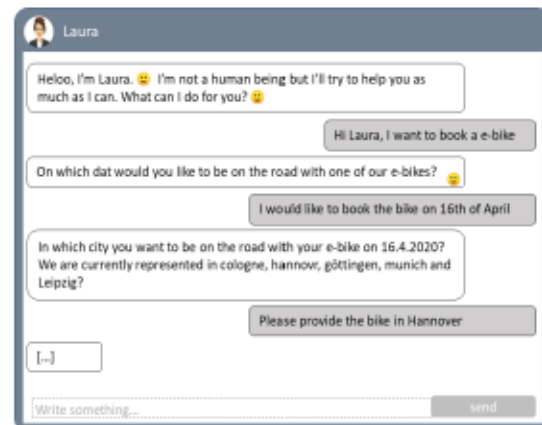 Laura
Heloo, I'm Laura. 🙂 I'm not a human being but I'll try to help you as
much as I can. What can I do for you? 🙂
Hi Laura, I want to book a e-bike
On which dat would you like to be on the road with one of our e-bikes? 🙂
I would like to book the bike on 16th of April
In which city you want to be on the road with your e-bike on 16.4.2020?
We are currently represented in cologne, hannovr, göttingen, munich and
Leipzig?
Please provide the bike in Hannover
[...]
Write something...
send